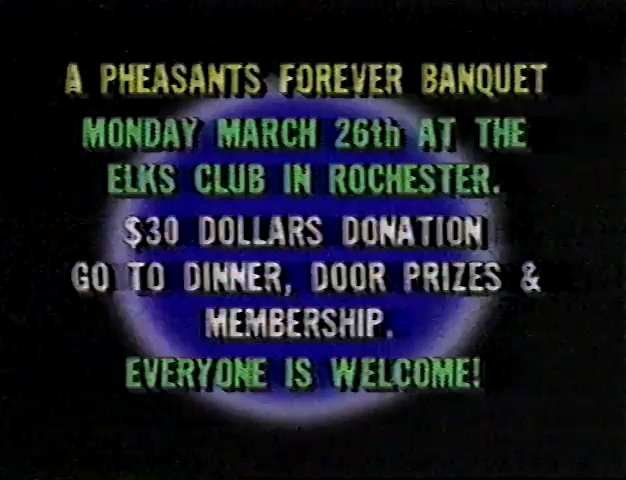 A PHEASANTS FOREVER BANQUET
MONDAY MARCH 26th AT THE
ELKS CLUB IN ROCHESTER.
$30 DOLLARS DONATION
GO TO DINNER, DOOR PRIZES &
MEMBERSHIP.
EVERYONE IS WELCOME!